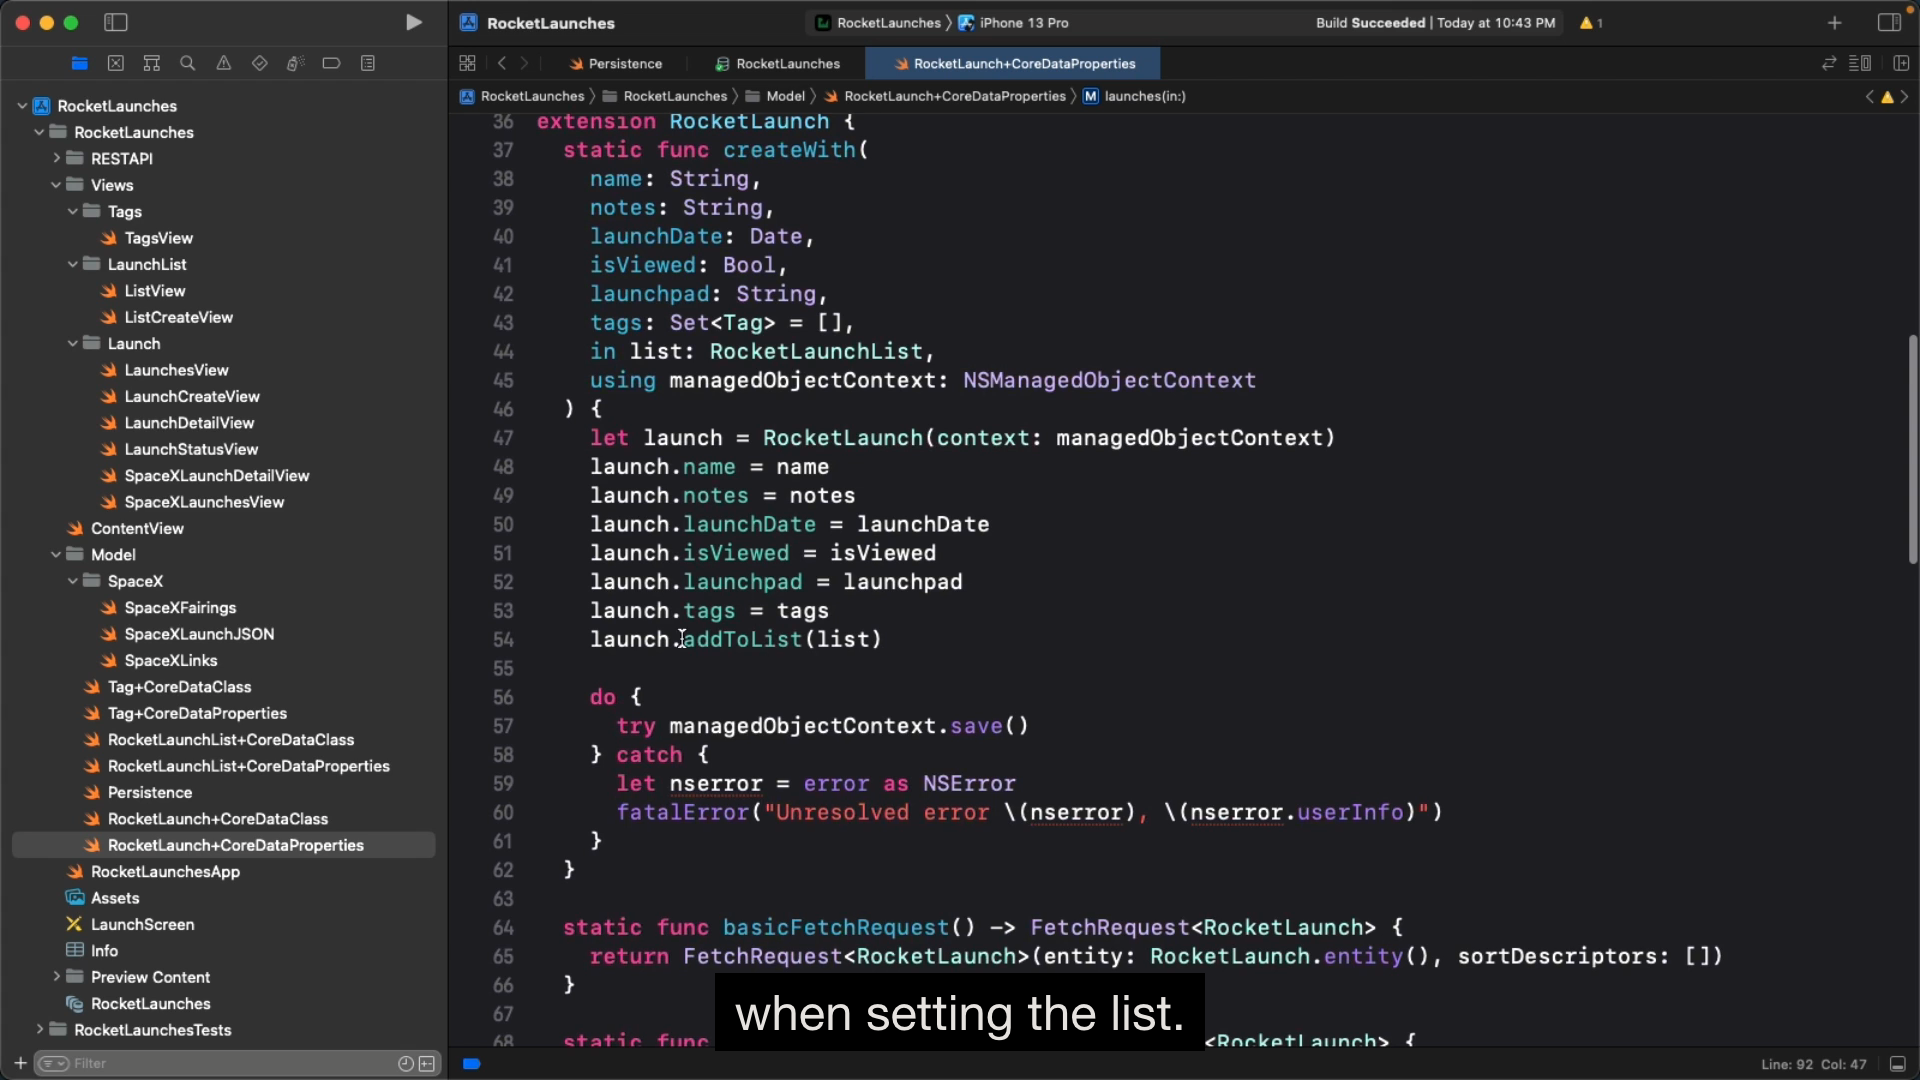 RocketLaunches
RocketLaunches 〉 iPhone 13 Pro
Build Succeeded | Today at 10:43 PM
1
Persistence
RocketLaunches
RocketLaunch+CoreDataProperties
RocketLaunches 〉 RocketLaunches 〉 Model 〉 RocketLaunch+CoreDataProperties 〉 M launches(in:)
RocketLaunches
RocketLaunches
RESTAPI
Views
Tags
TagsView
LaunchList
ListView
ListCreateView
Launch
LaunchesView
LaunchCreateView
LaunchDetailView
LaunchStatusView
SpaceXLaunchDetailView
SpaceXLaunchesView
ContentView
Model
SpaceX
SpaceXFairings
SpaceXLaunchJSON
SpaceXLinks
Tag+CoreDataClass
Tag+CoreDataProperties
RocketLaunchList+CoreDataClass
RocketLaunchList+CoreDataProperties
Persistence
RocketLaunch+CoreDataClass
RocketLaunch+CoreDataProperties
RocketLaunchesApp
Assets
LaunchScreen
Info
Preview Content
RocketLaunches
RocketLaunchesTests
Filter
36 extension RocketLaunch {
37 static func createWith(
38 name: String,
39 notes: String,
40 launchDate: Date,
41 isViewed: Bool,
42 launchpad: String,
43 tags: Set<Tag> = [],
44 in list: RocketLaunchList,
45 using managedObjectContext: NSManagedObjectContext
46 ) {
47 let launch = RocketLaunch(context: managedObjectContext)
48 launch.name = name
49 launch.notes = notes
50 launch.launchDate = launchDate
51 launch.isViewed = isViewed
52 launch.launchpad = launchpad
53 launch.tags = tags
54 launch.addToList(list)
55
56 do {
57 try managedObjectContext.save()
58 } catch {
59 let nserror = error as NSError
60 fatalError("Unresolved error \(nserror), \(nserror.userInfo)")
61 }
62 }
63
64 static func basicFetchRequest() -> FetchRequest<RocketLaunch> {
65 return FetchRequest<RocketLaunch>(entity: RocketLaunch.entity(), sortDescriptors: [])
66 }
67
68 static func <RocketLaunch> {
when setting the list.
Line: 92 Col: 47